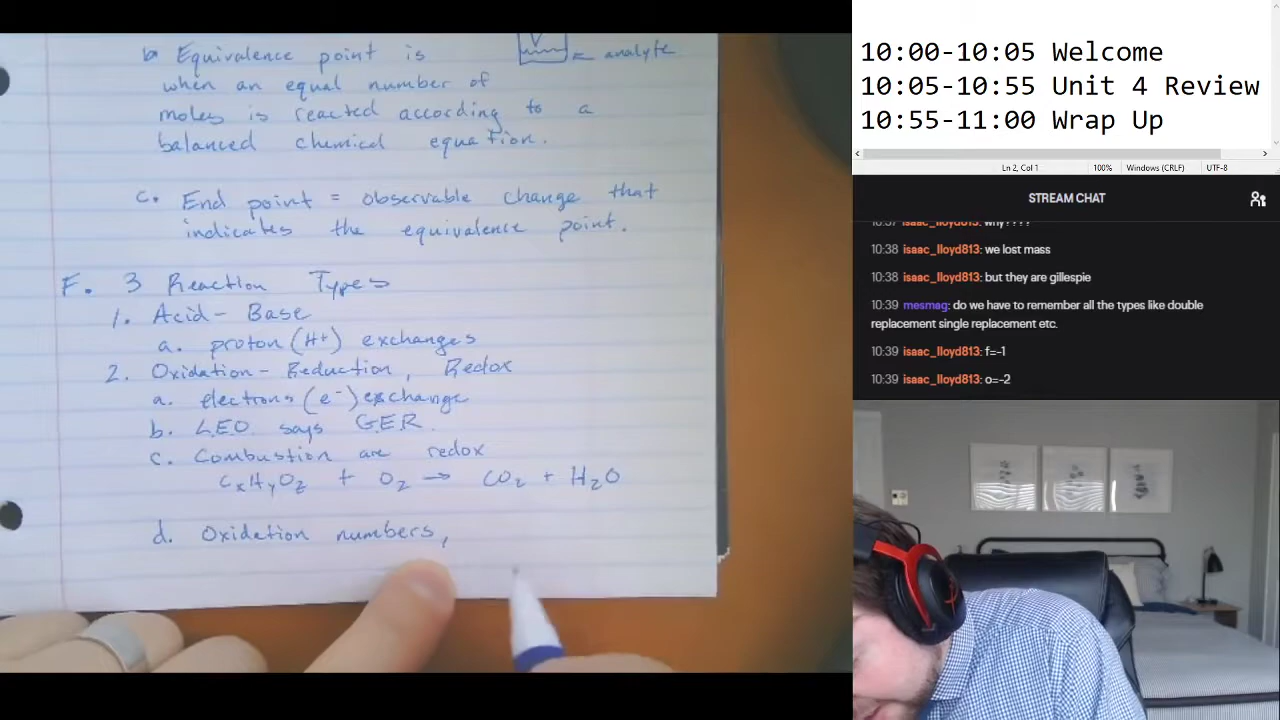 b Equivalence point is
← analyte
when an equal number of
moles is reacted according to a
balanced chemical equation.
c. End point = observable change that
indicates the equivalence point.
F. 3 Reaction Types
1. Acid - Base
a. proton (H+) exchanges
2. Oxidation - Reduction, Redox
a. electrons (e⁻) exchange
b. L.E.O. says G.E.R.
c. Combustion are redox
CxHyOz + O2 → CO2 + H2O
d. Oxidation numbers,
10:00-10:05 Welcome
10:05-10:55 Unit 4 Review
10:55-11:00 Wrap Up
Ln 2, Col 1 100% Windows (CRLF) UTF-8
STREAM CHAT
10:37 isaac_lloyd813: why????
10:38 isaac_lloyd813: we lost mass
10:38 isaac_lloyd813: but they are gillespie
10:39 mesmag: do we have to remember all the types like double
replacement single replacement etc.
10:39 isaac_lloyd813: f=-1
10:39 isaac_lloyd813: o=-2